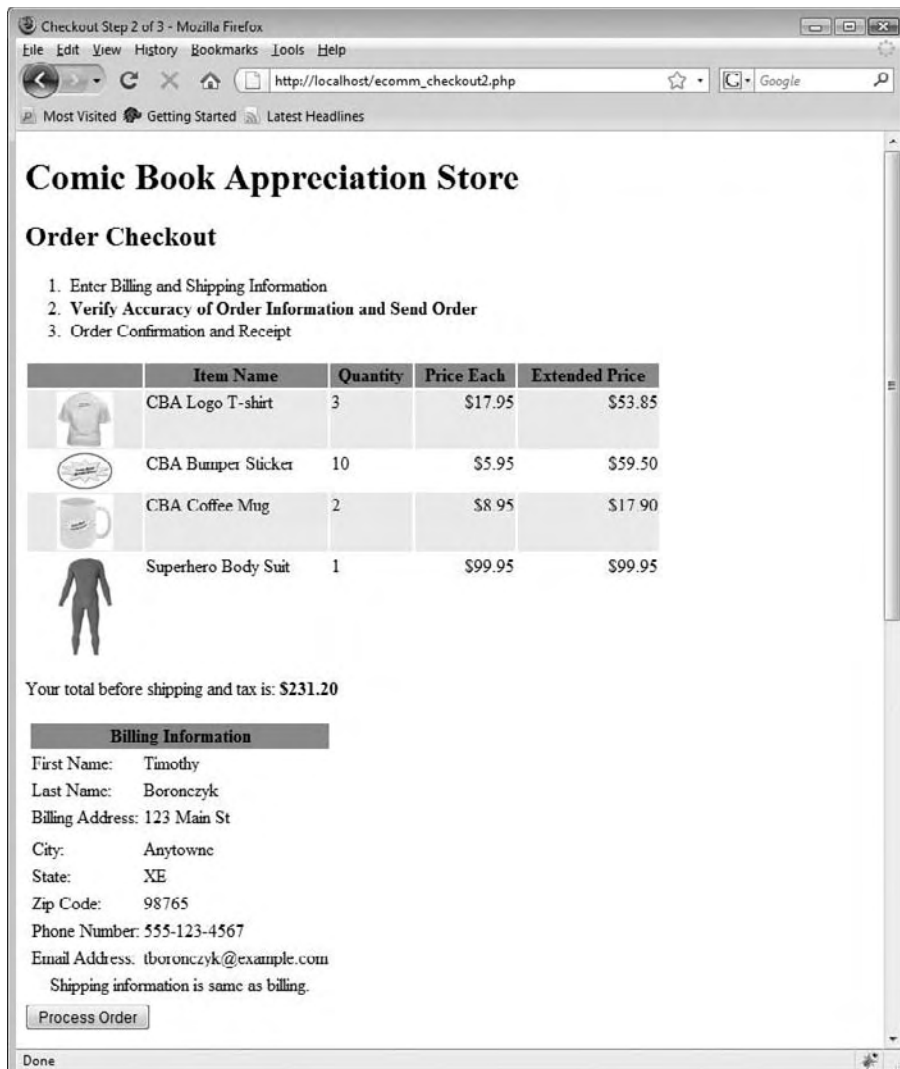 Checkout Step 2 of 3 - Mozilla Firefox
File Edit View History Bookmarks Tools Help
http://localhost/ecomm_checkout2.php
Google
Most Visited Getting Started Latest Headlines
Comic Book Appreciation Store
Order Checkout
1. Enter Billing and Shipping Information
2. Verify Accuracy of Order Information and Send Order
3. Order Confirmation and Receipt
Item Name Quantity Price Each Extended Price
CBA Logo T-shirt 3 $17.95 $53.85
CBA Bumper Sticker 10 $5.95 $59.50
CBA Coffee Mug 2 $8.95 $17.90
Superhero Body Suit 1 $99.95 $99.95
Your total before shipping and tax is: $231.20
Billing Information
First Name: Timothy
Last Name: Boronczyk
Billing Address: 123 Main St
City: Anytowne
State: XE
Zip Code: 98765
Phone Number: 555-123-4567
Email Address: tboronczyk@example.com
Shipping information is same as billing.
Process Order
Done